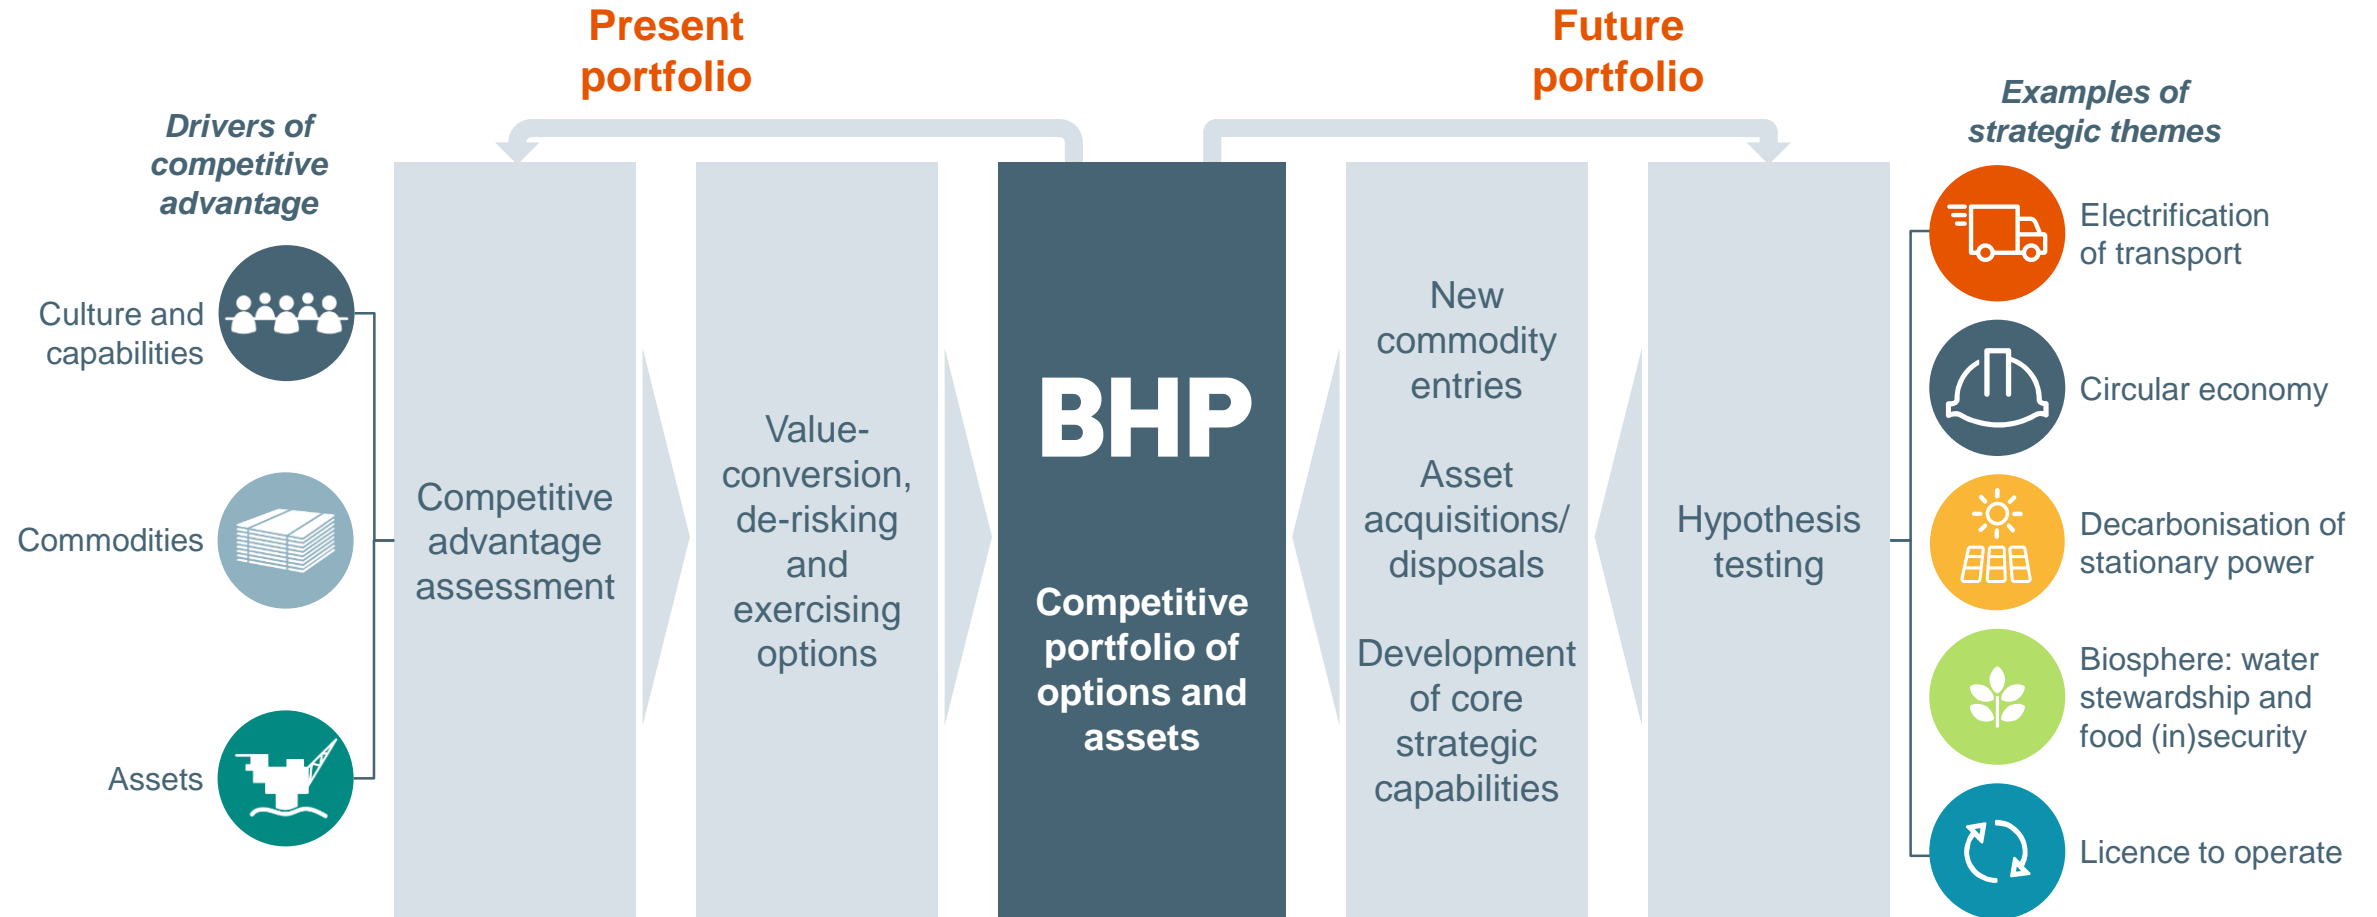 Present
portfolio
Future
portfolio
Drivers of
competitive
advantage
Culture and
capabilities
Commodities
Assets
Competitive
advantage
assessment
Value-
conversion,
de-risking
and
exercising
options
BHP
Competitive
portfolio of
options and
assets
New
commodity
entries
Asset
acquisitions/
disposals
Development
of core
strategic
capabilities
Hypothesis
testing
Examples of
strategic themes
Electrification
of transport
Circular economy
Decarbonisation of
stationary power
Biosphere: water
stewardship and
food (in)security
Licence to operate